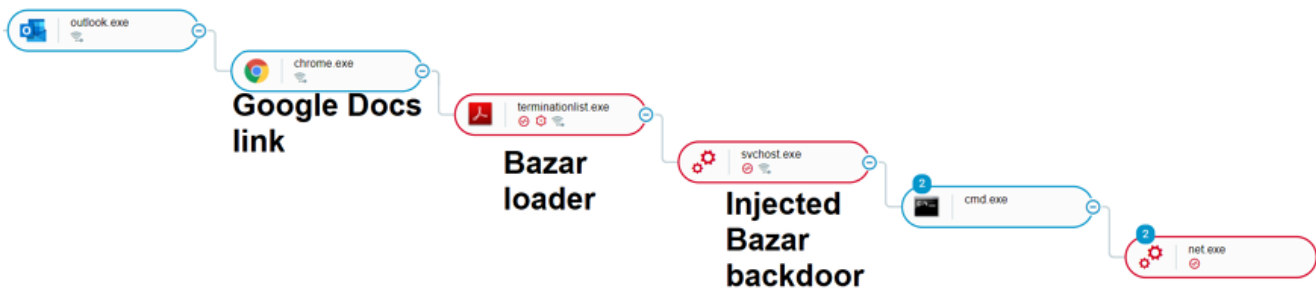 outlook.exe
chrome.exe
Google Docs
link
terminationlist.exe
Bazar
loader
svchost.exe
Injected
Bazar
backdoor
2
cmd.exe
2
net.exe